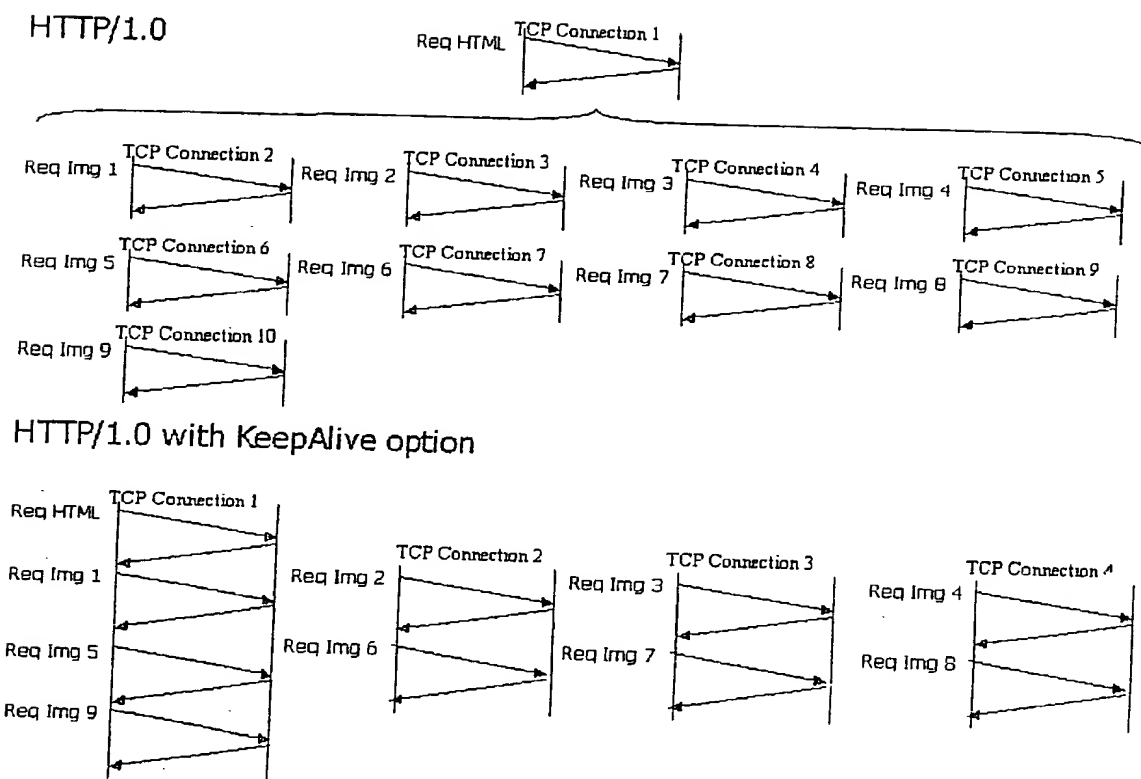 HTTP/1.0
Req HTML
TCP Connection 1
Req Img 1
TCP Connection 2
Req Img 2
TCP Connection 3
Req Img 3
TCP Connection 4
Req Img 4
TCP Connection 5
Req Img 5
TCP Connection 6
Req Img 6
TCP Connection 7
Req Img 7
TCP Connection 8
Req Img 8
TCP Connection 9
Req Img 9
TCP Connection 10
HTTP/1.0 with KeepAlive option
TCP Connection 1
Req HTML
Req Img 1
Req Img 5
Req Img 9
TCP Connection 2
Req Img 2
Req Img 6
TCP Connection 3
Req Img 3
Req Img 7
TCP Connection 4
Req Img 4
Req Img 8